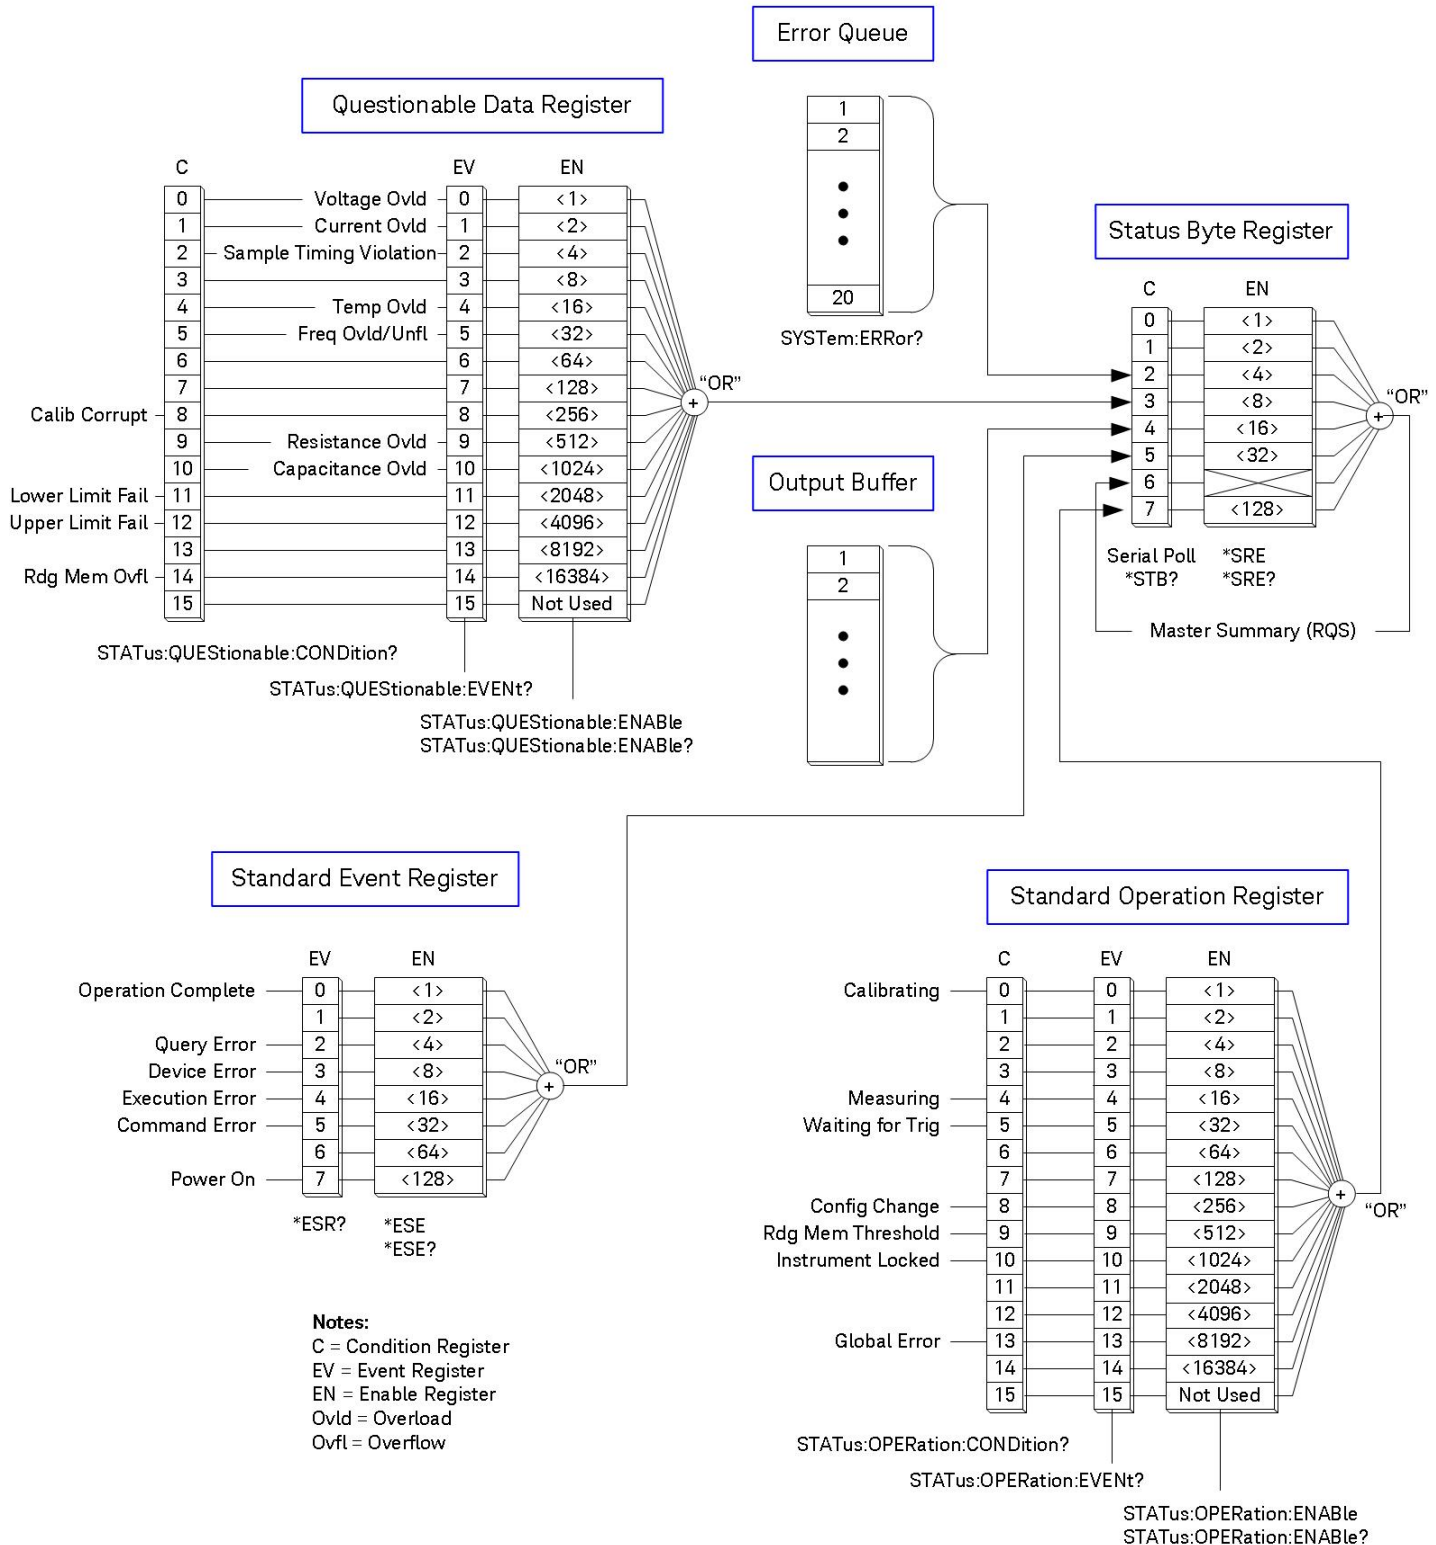 Error Queue
1
2
20
SYSTem:ERRor?
Questionable Data Register
C EV EN
0 Voltage Ovld 0 <1>
1 Current Ovld 1 <2>
2 Sample Timing Violation 2 <4>
3 3 <8>
4 Temp Ovld 4 <16>
5 Freq Ovld/Unfl 5 <32>
6 6 <64>
7 7 <128>
Calib Corrupt 8 8 <256>
9 Resistance Ovld 9 <512>
10 Capacitance Ovld 10 <1024>
Lower Limit Fail 11 11 <2048>
Upper Limit Fail 12 12 <4096>
13 13 <8192>
Rdg Mem Ovfl 14 14 <16384>
15 15 Not Used
"OR"
+
STATus:QUEStionable:CONDition?
STATus:QUEStionable:EVENt?
STATus:QUEStionable:ENABle
STATus:QUEStionable:ENABle?
Output Buffer
1
2
Status Byte Register
C EN
0 <1>
1 <2>
2 <4>
3 <8>
4 <16>
5 <32>
6
7 <128>
"OR"
+
Serial Poll *SRE
*STB? *SRE?
Master Summary (RQS)
Standard Event Register
EV EN
Operation Complete 0 <1>
1 <2>
Query Error 2 <4>
Device Error 3 <8>
Execution Error 4 <16>
Command Error 5 <32>
6 <64>
Power On 7 <128>
"OR"
+
*ESR? *ESE
*ESE?
Standard Operation Register
C EV EN
Calibrating 0 0 <1>
1 1 <2>
2 2 <4>
3 3 <8>
Measuring 4 4 <16>
Waiting for Trig 5 5 <32>
6 6 <64>
7 7 <128>
Config Change 8 8 <256>
Rdg Mem Threshold 9 9 <512>
Instrument Locked 10 10 <1024>
11 11 <2048>
12 12 <4096>
Global Error 13 13 <8192>
14 14 <16384>
15 15 Not Used
+
"OR"
STATus:OPERation:CONDition?
STATus:OPERation:EVENt?
STATus:OPERation:ENABle
STATus:OPERation:ENABle?
Notes:
C = Condition Register
EV = Event Register
EN = Enable Register
Ovld = Overload
Ovfl = Overflow